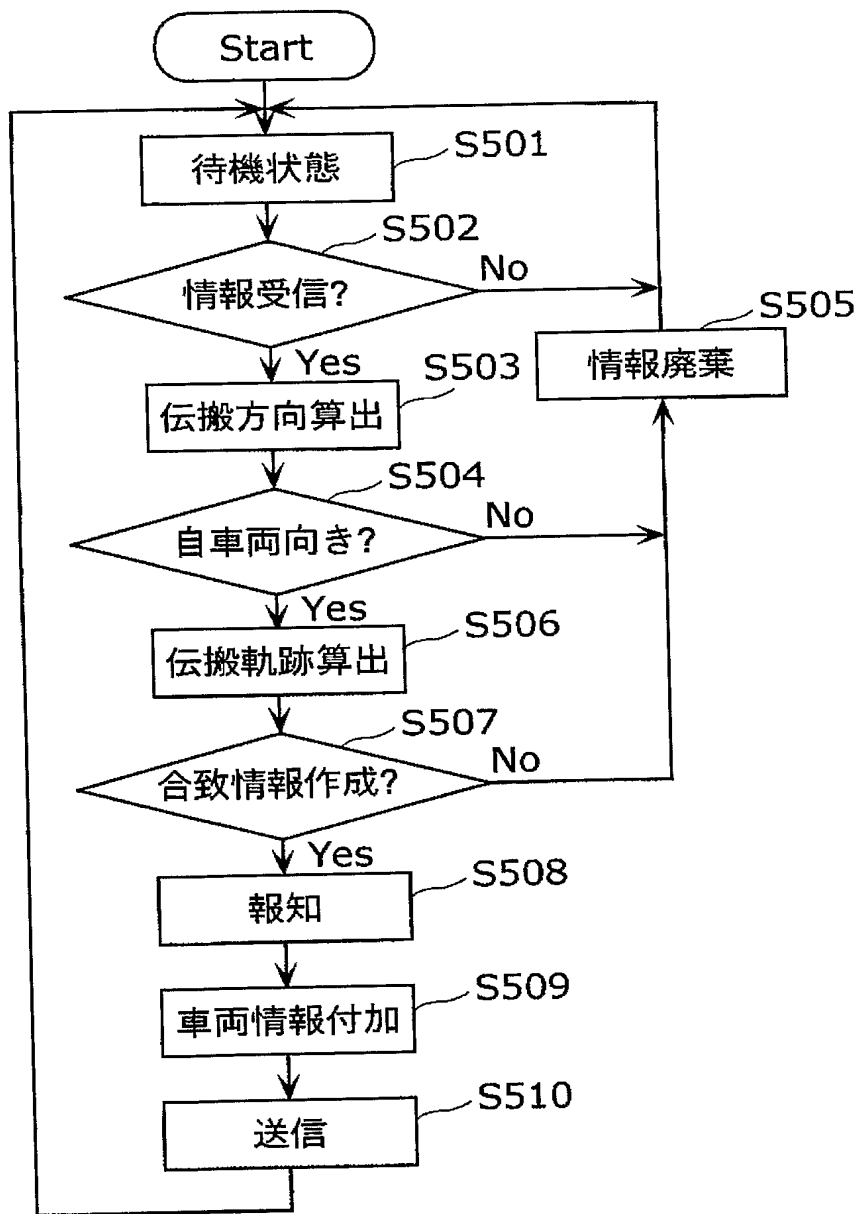 Start
待機状態
S501
S502
情報受信?
No
Yes
S505
情報廃棄
S503
伝搬方向算出
S504
自車両向き?
No
Yes
S506
伝搬軌跡算出
S507
合致情報作成?
No
Yes
S508
報知
S509
車両情報付加
S510
送信